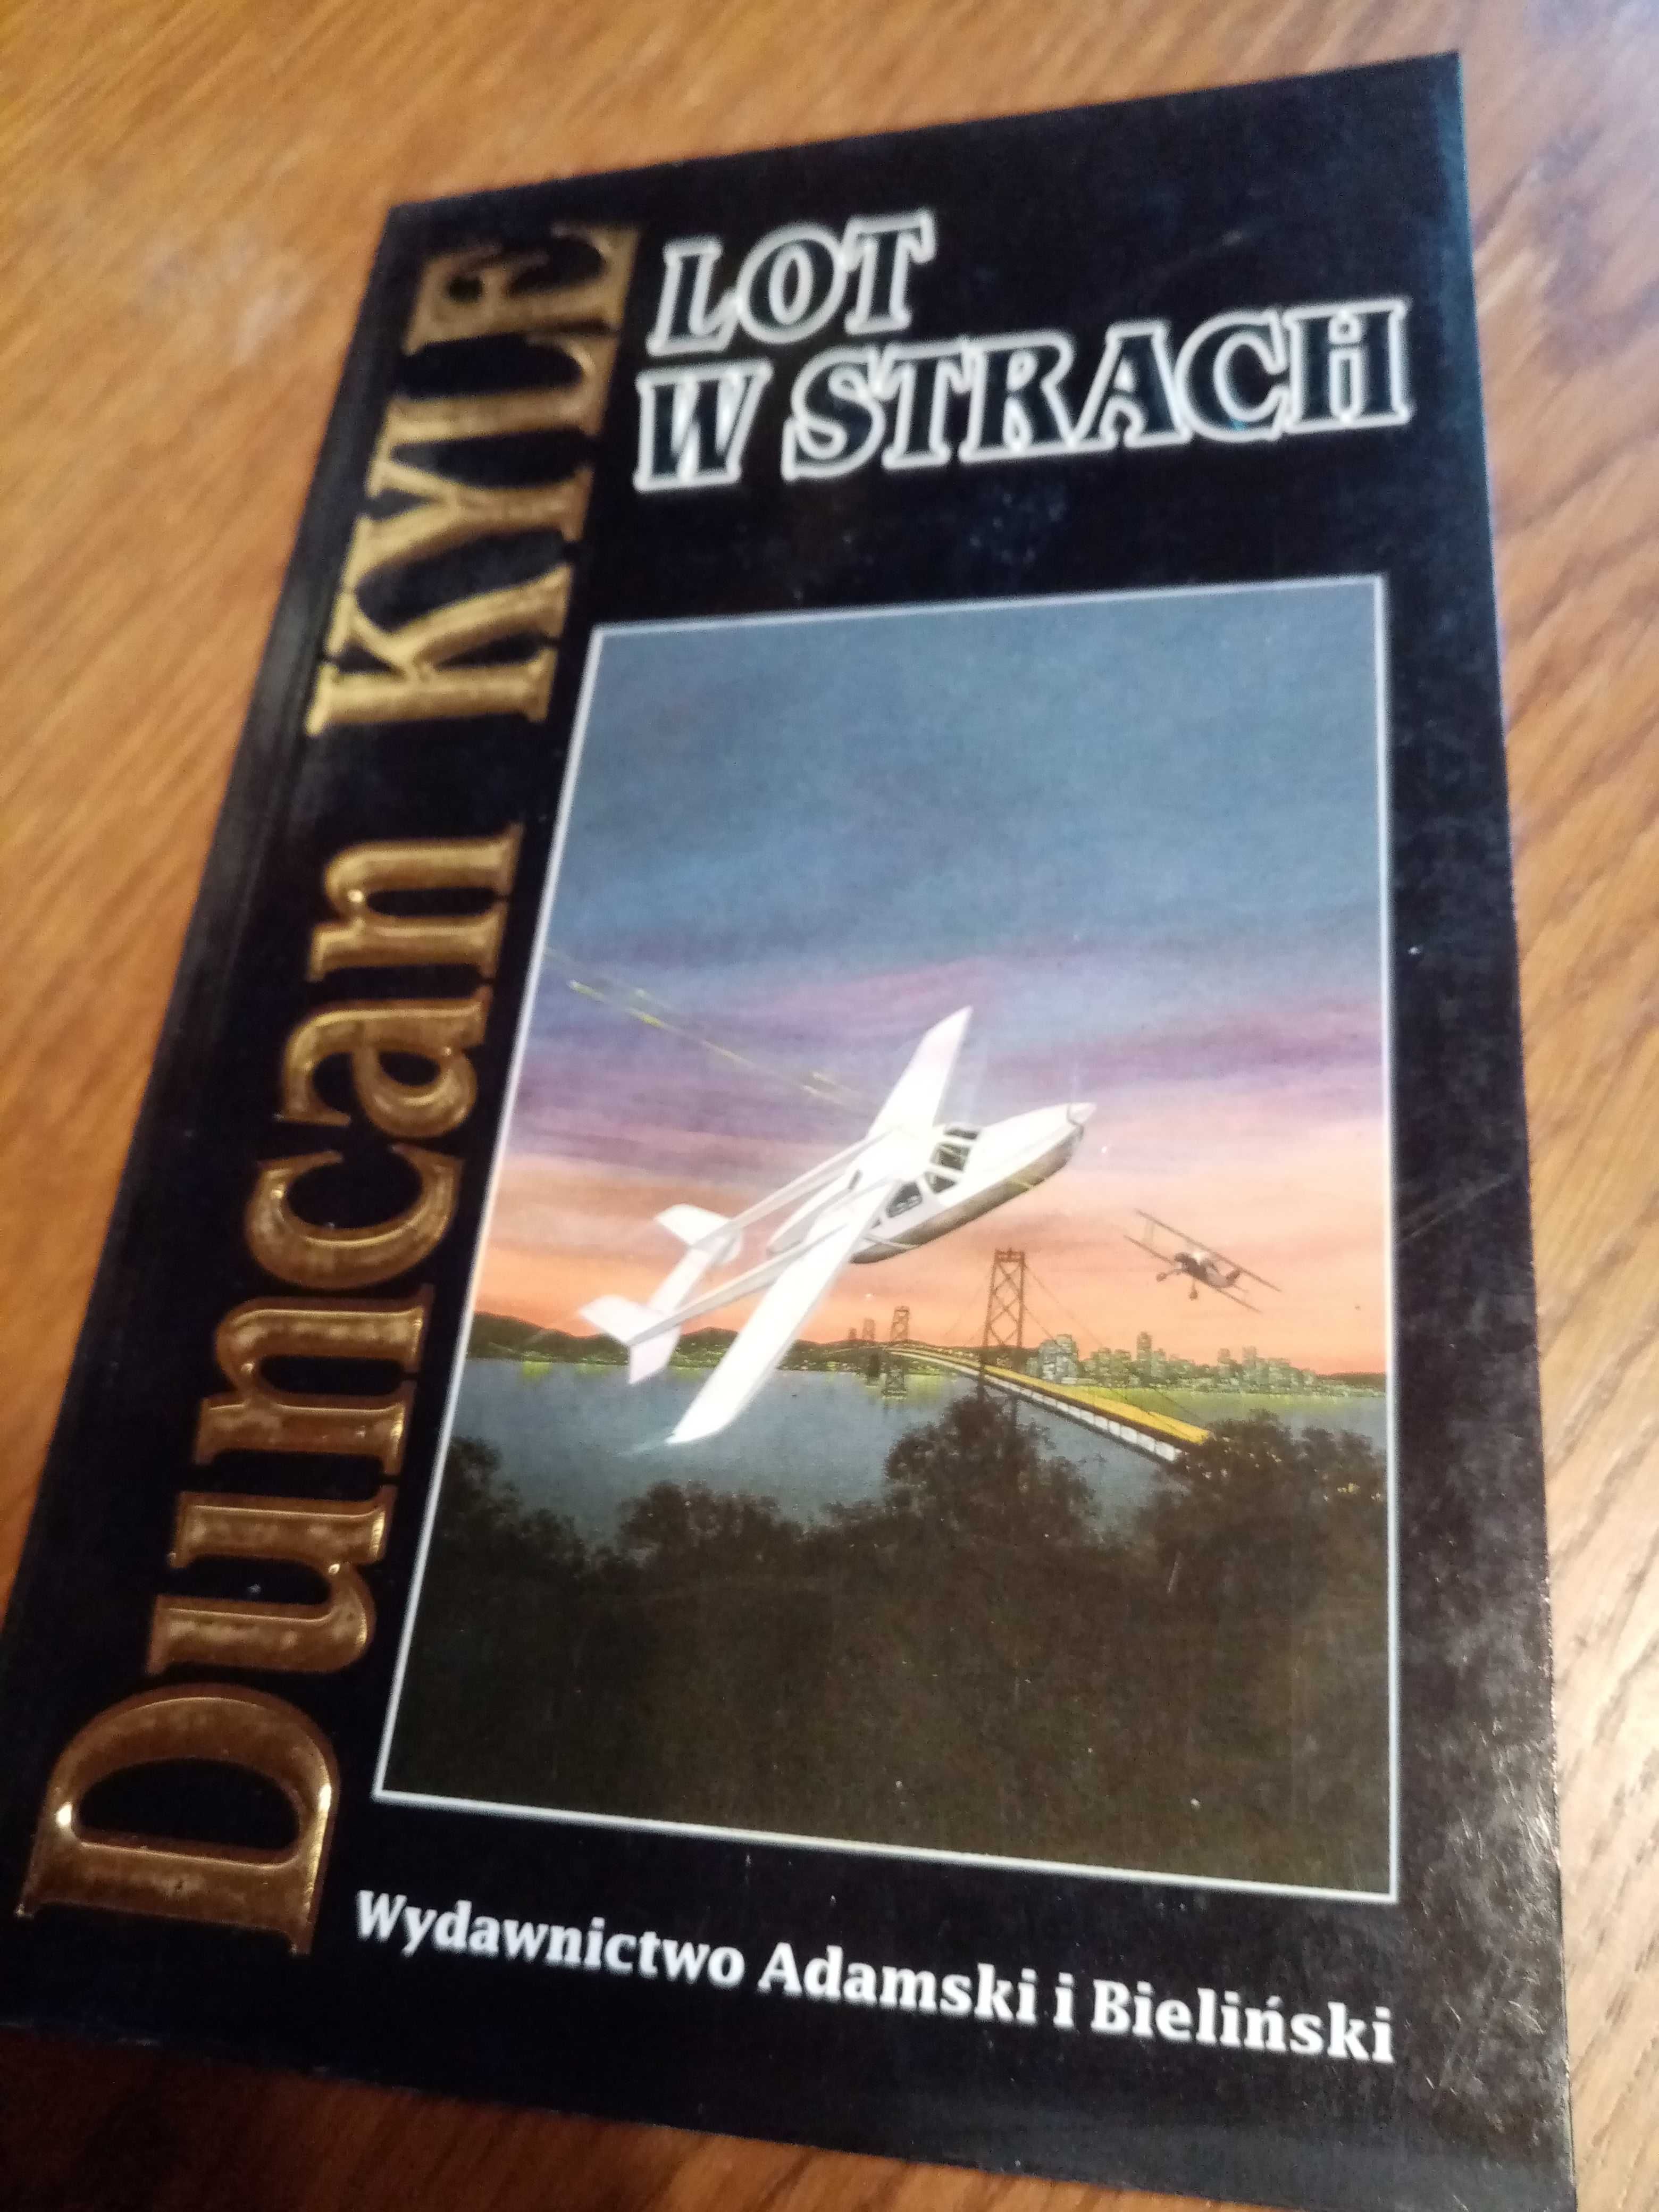 Duncan KYLE
LOT
W STRACH
Wydawnictwo Adamski i Bieliński